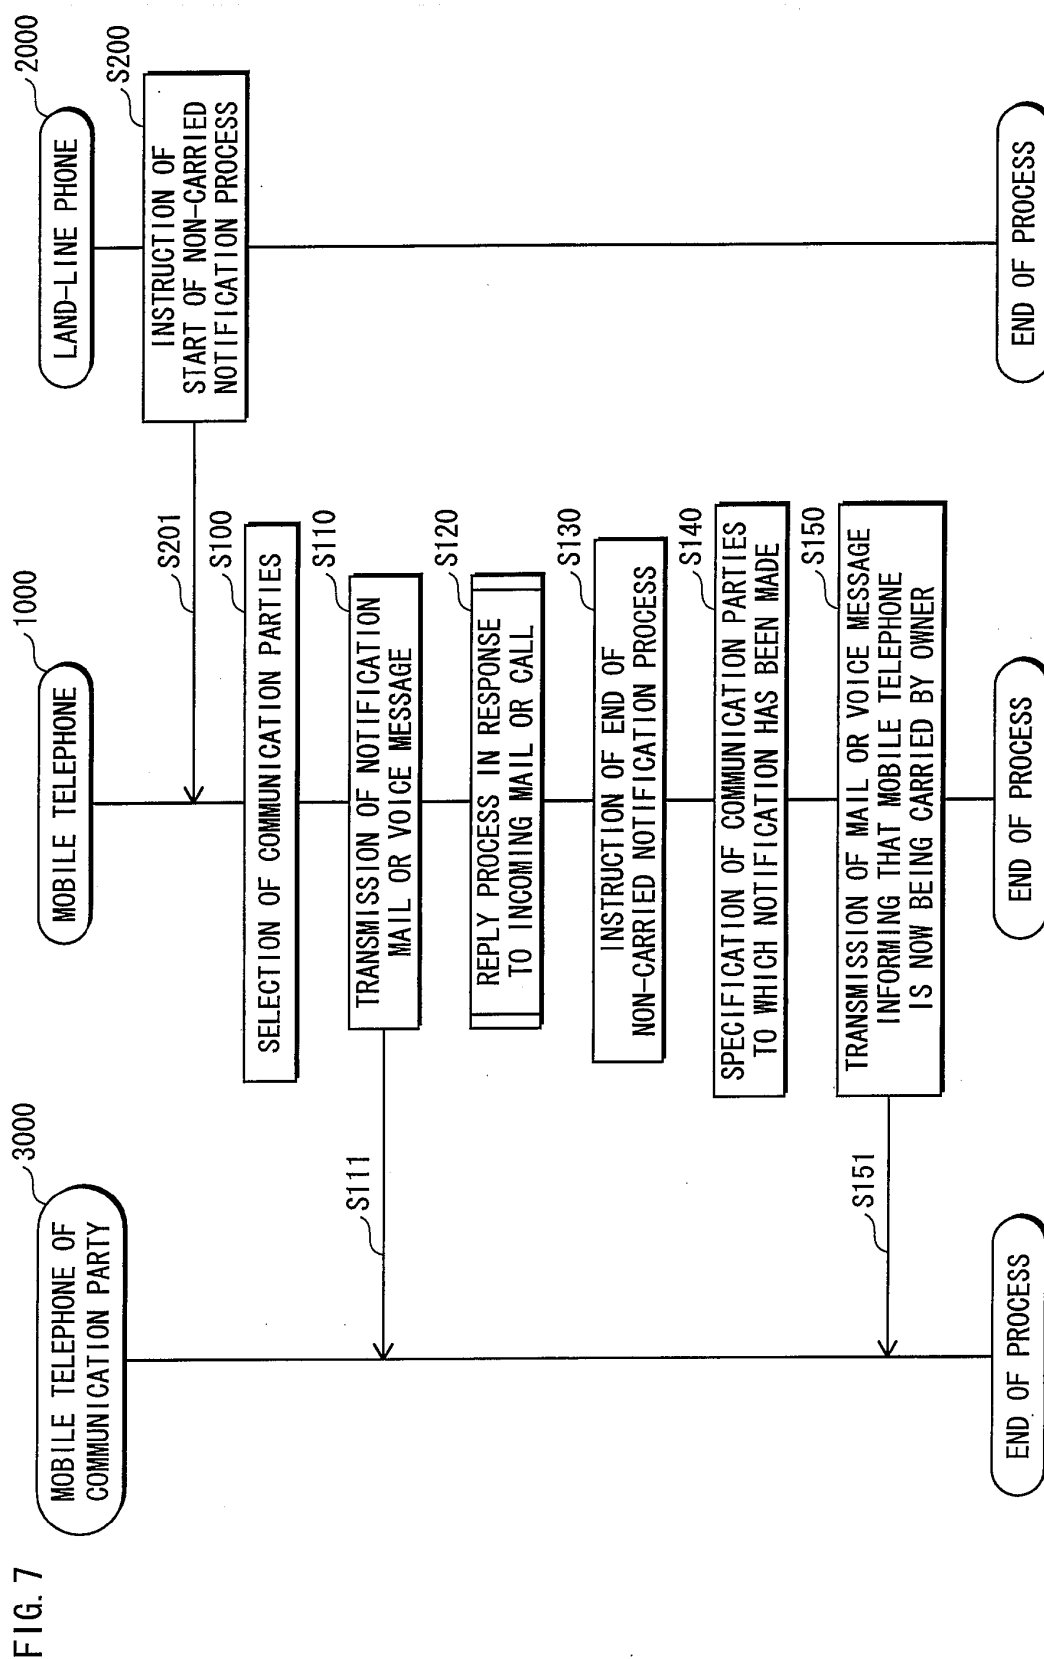 FIG. 7
MOBILE TELEPHONE OF
COMMUNICATION PARTY
3000
MOBILE TELEPHONE
1000
LAND-LINE PHONE
2000
INSTRUCTION OF
START OF NON-CARRIED
NOTIFICATION PROCESS
S200
S201
SELECTION OF COMMUNICATION PARTIES
S100
TRANSMISSION OF NOTIFICATION
MAIL OR VOICE MESSAGE
S110
S111
REPLY PROCESS IN RESPONSE
TO INCOMING MAIL OR CALL
S120
INSTRUCTION OF END OF
NON-CARRIED NOTIFICATION PROCESS
S130
SPECIFICATION OF COMMUNICATION PARTIES
TO WHICH NOTIFICATION HAS BEEN MADE
S140
TRANSMISSION OF MAIL OR VOICE MESSAGE
INFORMING THAT MOBILE TELEPHONE
IS NOW BEING CARRIED BY OWNER
S150
S151
END OF PROCESS
END OF PROCESS
END OF PROCESS